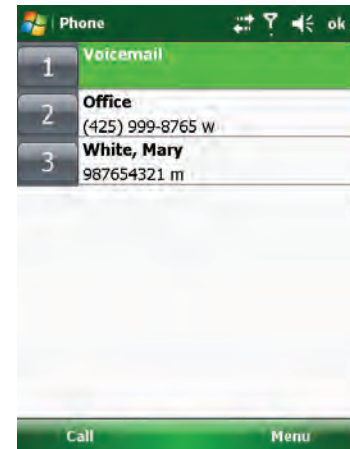 Phone ok
1 Voicemail
2 Office
(425) 999-8765 w
3 White, Mary
987654321 m
Call Menu